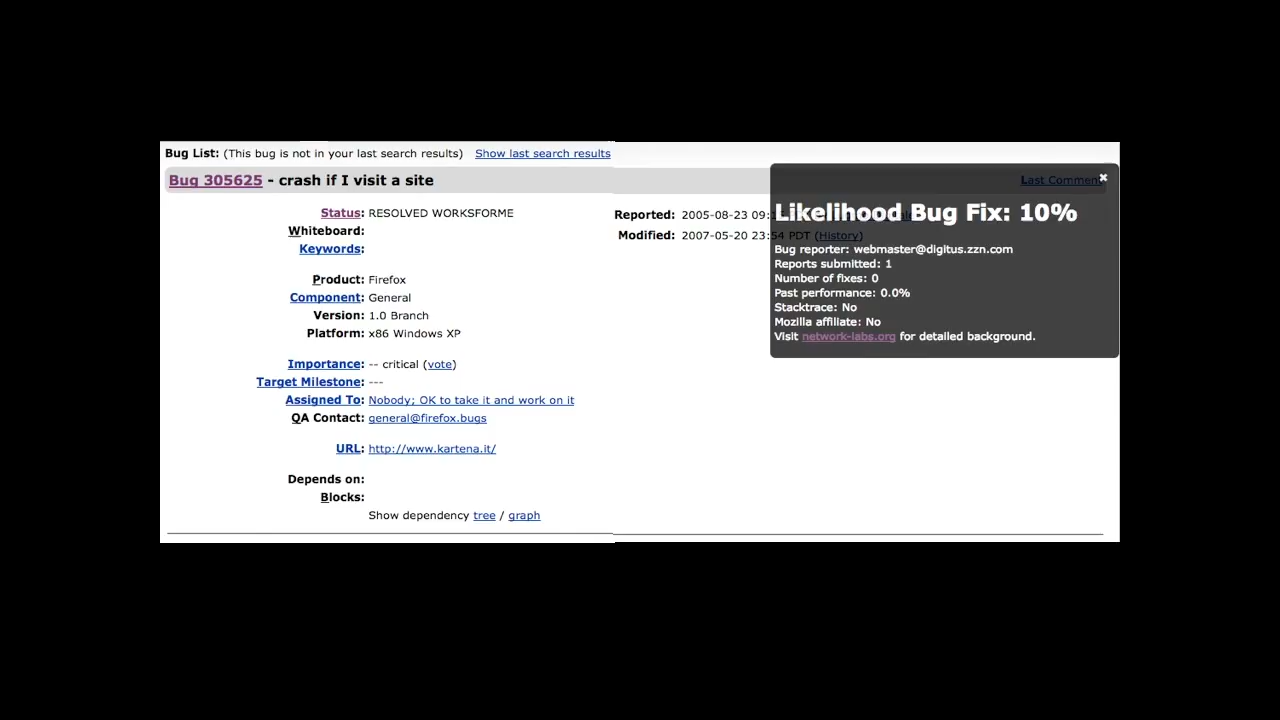 Bug List: (This bug is not in your last search results) Show last search results
Bug 305625 - crash if I visit a site
Last Comment
Status: RESOLVED WORKSFORME
Whiteboard:
Keywords:
Product: Firefox
Component: General
Version: 1.0 Branch
Platform: x86 Windows XP
Importance: -- critical (vote)
Target Milestone: ---
Assigned To: Nobody; OK to take it and work on it
QA Contact: general@firefox.bugs
URL: http://www.kartena.it/
Depends on:
Blocks:
Show dependency tree / graph
Reported: 2005-08-23
Modified: 2007-05-20 23:54 PDT (History)
Likelihood Bug Fix: 10%
Bug reporter: webmaster@digitus.zzn.com
Reports submitted: 1
Number of fixes: 0
Past performance: 0.0%
Stacktrace: No
Mozilla affiliate: No
Visit network-labs.org for detailed background.